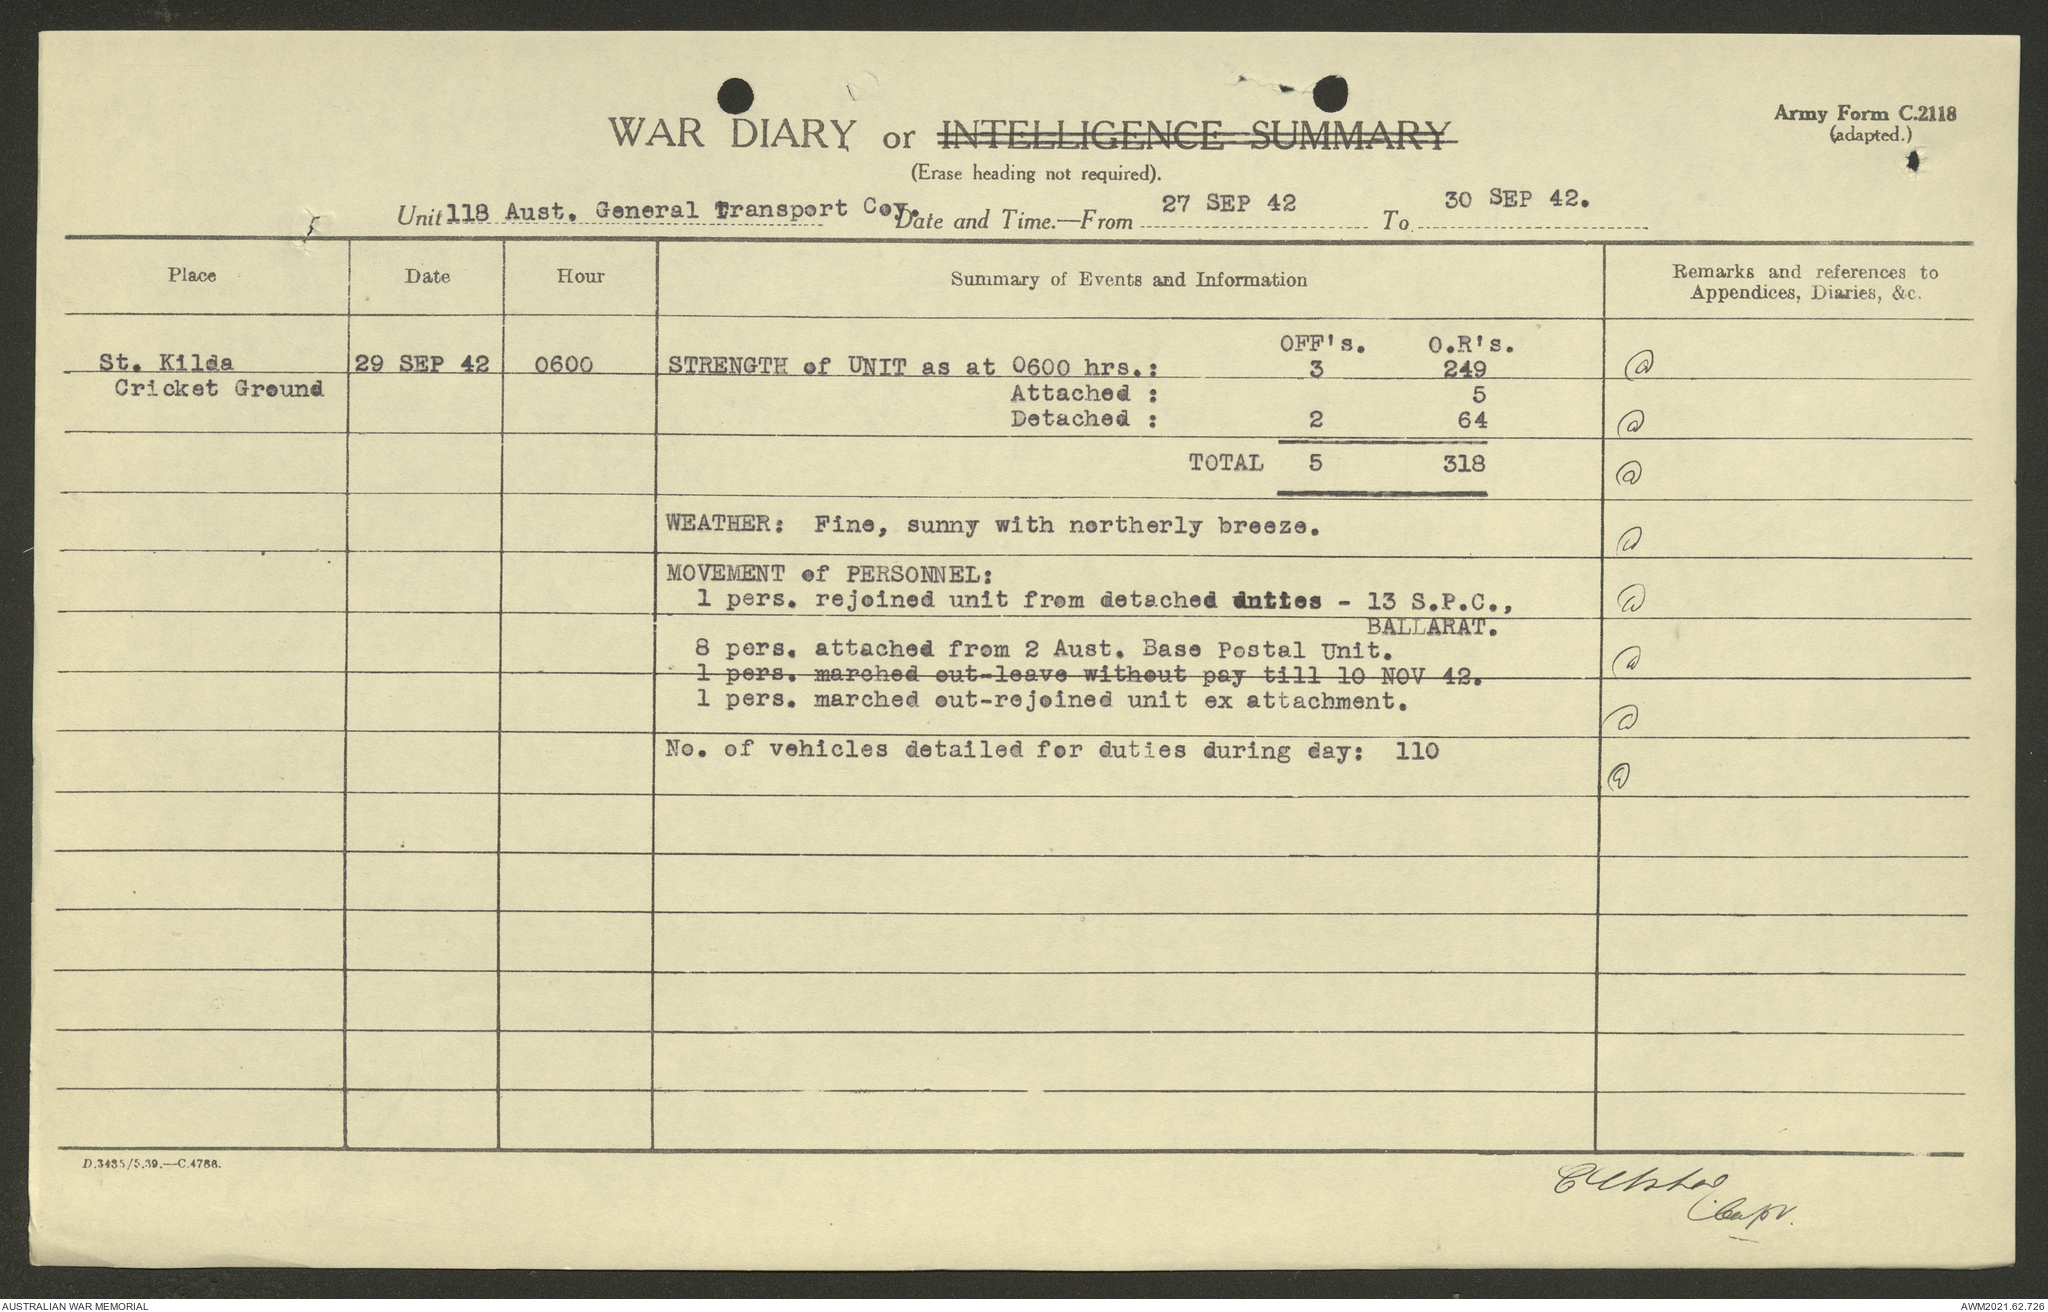 Army Form C.2118
(adapted.)
WAR DIARY or INTELLIGENCE SUMMARY
(Erase heading not required).
Unit 118 Aust. General Transport Coy. Date and Time.—From 27 SEP 42 To 30 SEP 42.
Place Date Hour Summary of Events and Information Remarks and references to
Appendices, Diaries, &c.
OFF's. O.R's.
St. Kilda 29 SEP 42 0600 STRENGTH of UNIT as at 0600 hrs.: 3 249
Cricket Ground Attached : 5
Detached : 2 64
TOTAL 5 318
WEATHER: Fine, sunny with northerly breeze.
MOVEMENT of PERSONNEL:
1 pers. rejoined unit from detached duties - 13 S.P.C.,
BALLARAT.
8 pers. attached from 2 Aust. Base Postal Unit.
1 pers. marched out-leave without pay till 10 NOV 42.
1 pers. marched out-rejoined unit ex attachment.
No. of vehicles detailed for duties during day: 110
D.3435/5.39.—C.4788.
Capt.
AUSTRALIAN WAR MEMORIAL AWM2021.62.726